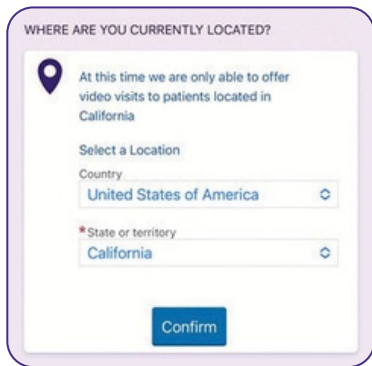 WHERE ARE YOU CURRENTLY LOCATED?
At this time we are only able to offer
video visits to patients located in
California
Select a Location
Country
United States of America
*State or territory
California
Confirm